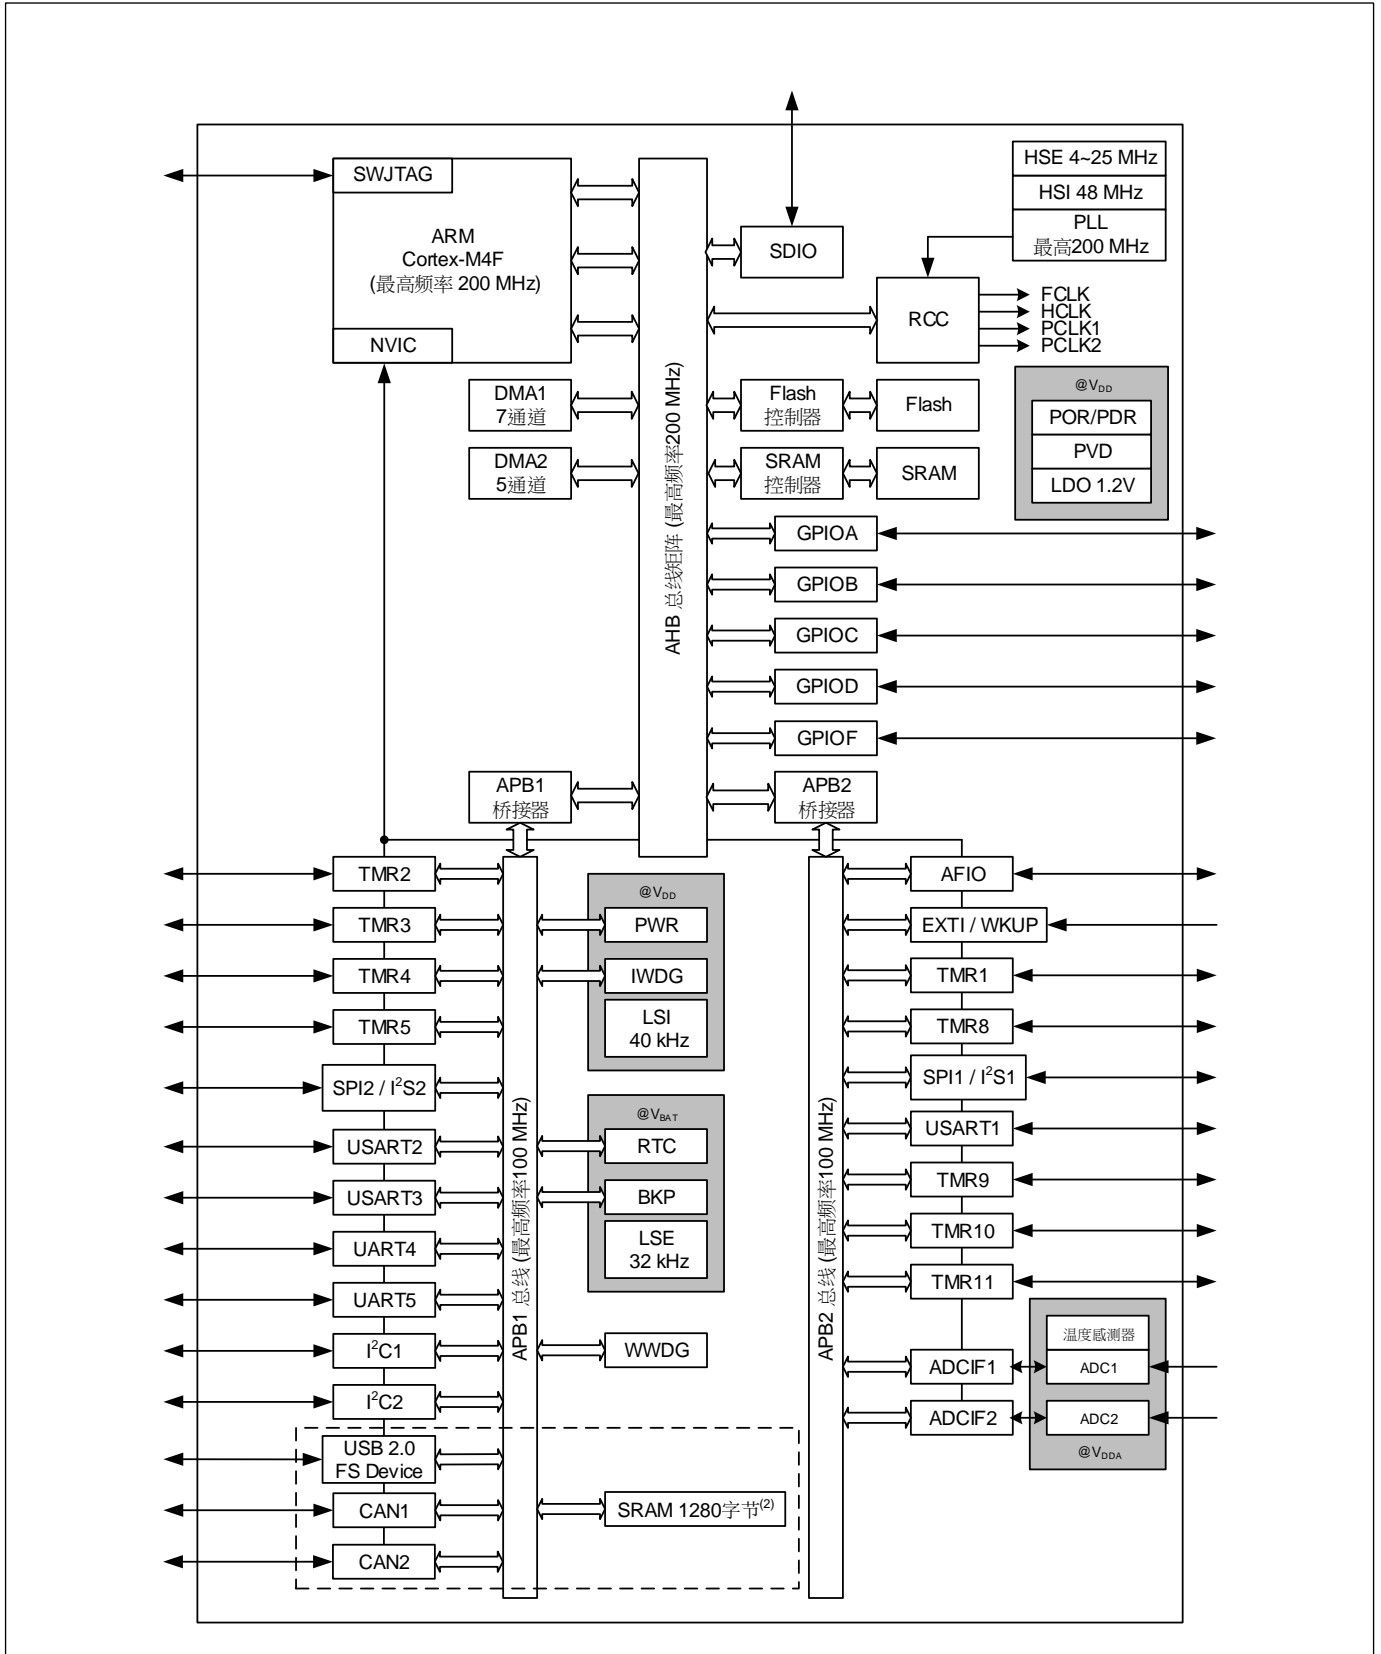 HSE 4~25 MHz
HSI 48 MHz
PLL
最高200 MHz
SWJTAG
ARM
Cortex-M4F
(最高频率 200 MHz)
NVIC
SDIO
RCC
FCLK
HCLK
PCLK1
PCLK2
AHB 总线矩阵 (最高频率200 MHz)
DMA1
7通道
DMA2
5通道
Flash
控制器
Flash
SRAM
控制器
SRAM
@VDD
POR/PDR
PVD
LDO 1.2V
GPIOA
GPIOB
GPIOC
GPIOD
GPIOF
APB1
桥接器
APB2
桥接器
TMR2
TMR3
TMR4
TMR5
SPI2 / I²S2
USART2
USART3
UART4
UART5
I²C1
I²C2
USB 2.0
FS Device
CAN1
CAN2
APB1 总线 (最高频率100 MHz)
@VDD
PWR
IWDG
LSI
40 kHz
@VBAT
RTC
BKP
LSE
32 kHz
WWDG
SRAM 1280字节⁽²⁾
APB2 总线 (最高频率100 MHz)
AFIO
EXTI / WKUP
TMR1
TMR8
SPI1 / I²S1
USART1
TMR9
TMR10
TMR11
ADCIF1
ADCIF2
温度感测器
ADC1
ADC2
@VDDA